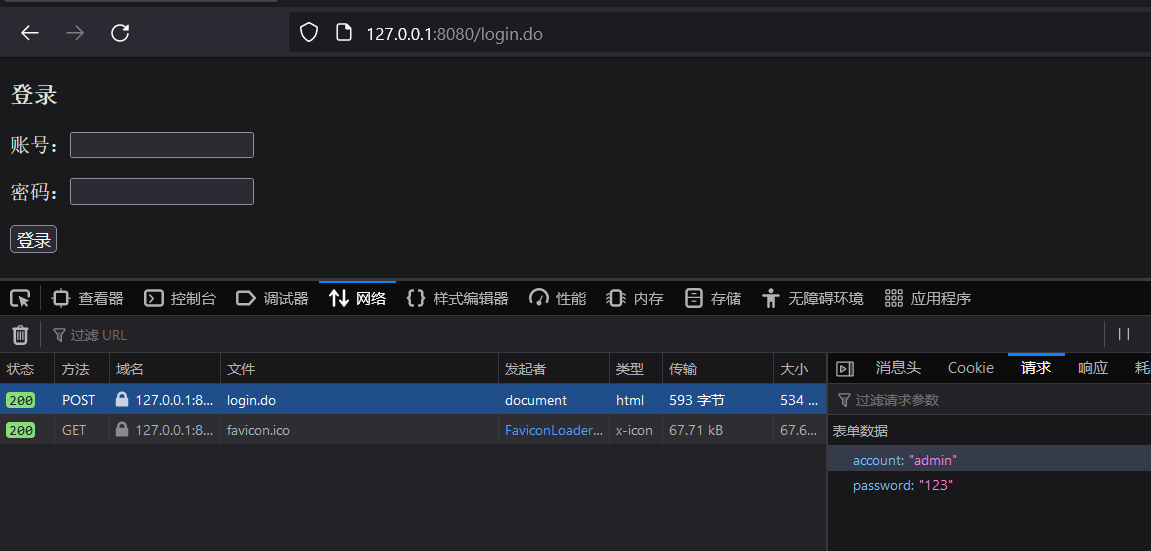 127.0.0.1:8080/login.do
登录
账号：
密码：
登录
查看器 控制台 调试器 网络 样式编辑器 性能 内存 存储 无障碍环境 应用程序
过滤 URL
状态 方法 域名 文件 发起者 类型 传输 大小 消息头 Cookie 请求 响应 耗
200 POST 127.0.0.1:8... login.do document html 593 字节 534 ... 过滤请求参数
200 GET 127.0.0.1:8... favicon.ico FaviconLoader... x-icon 67.71 kB 67.6... 表单数据
account: "admin"
password: "123"